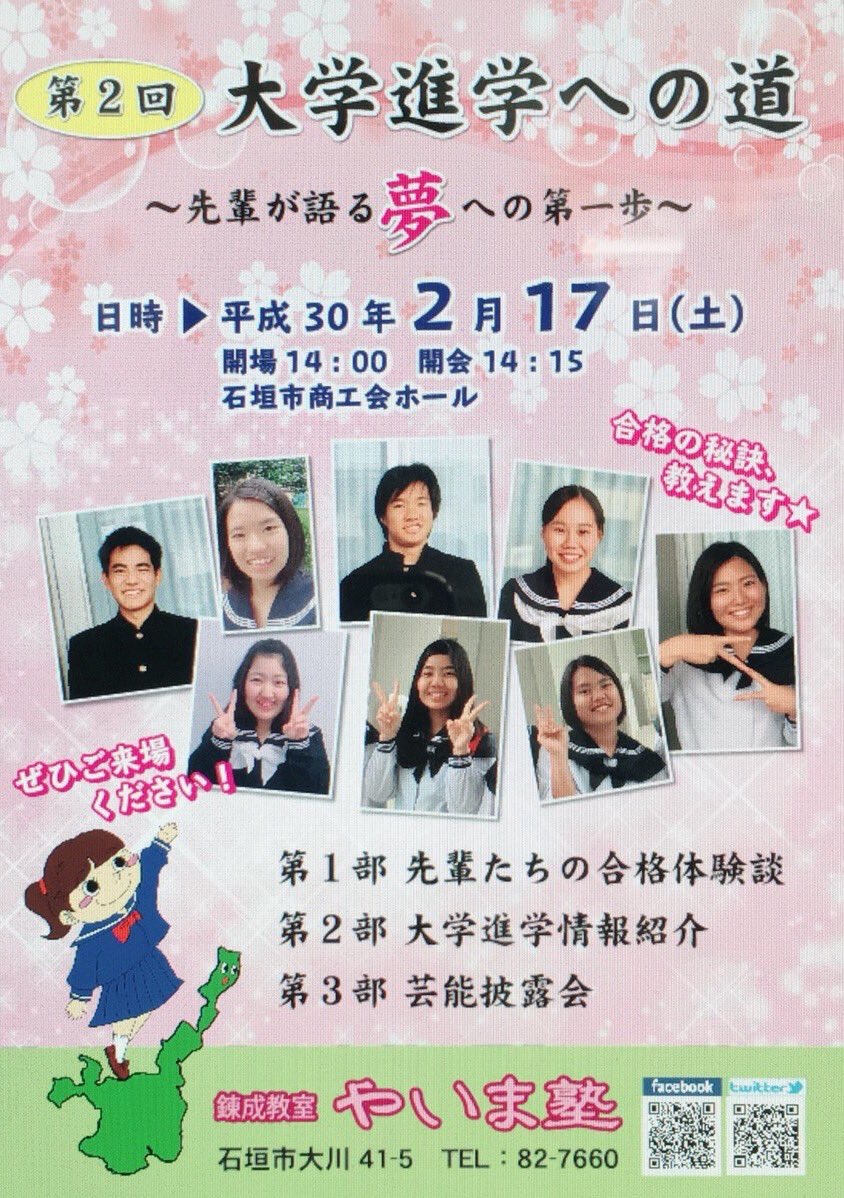 第2回 大学進学への道
～先輩が語る夢への第一歩～
日時▶平成30年2月17日(土)
開場14：00 開会14：15
石垣市商工会ホール
合格の秘訣、
教えます★
ぜひご来場
ください！
第1部 先輩たちの合格体験談
第2部 大学進学情報紹介
第3部 芸能披露会
錬成教室 やいま塾
facebook twitter
石垣市大川41-5 TEL：82-7660